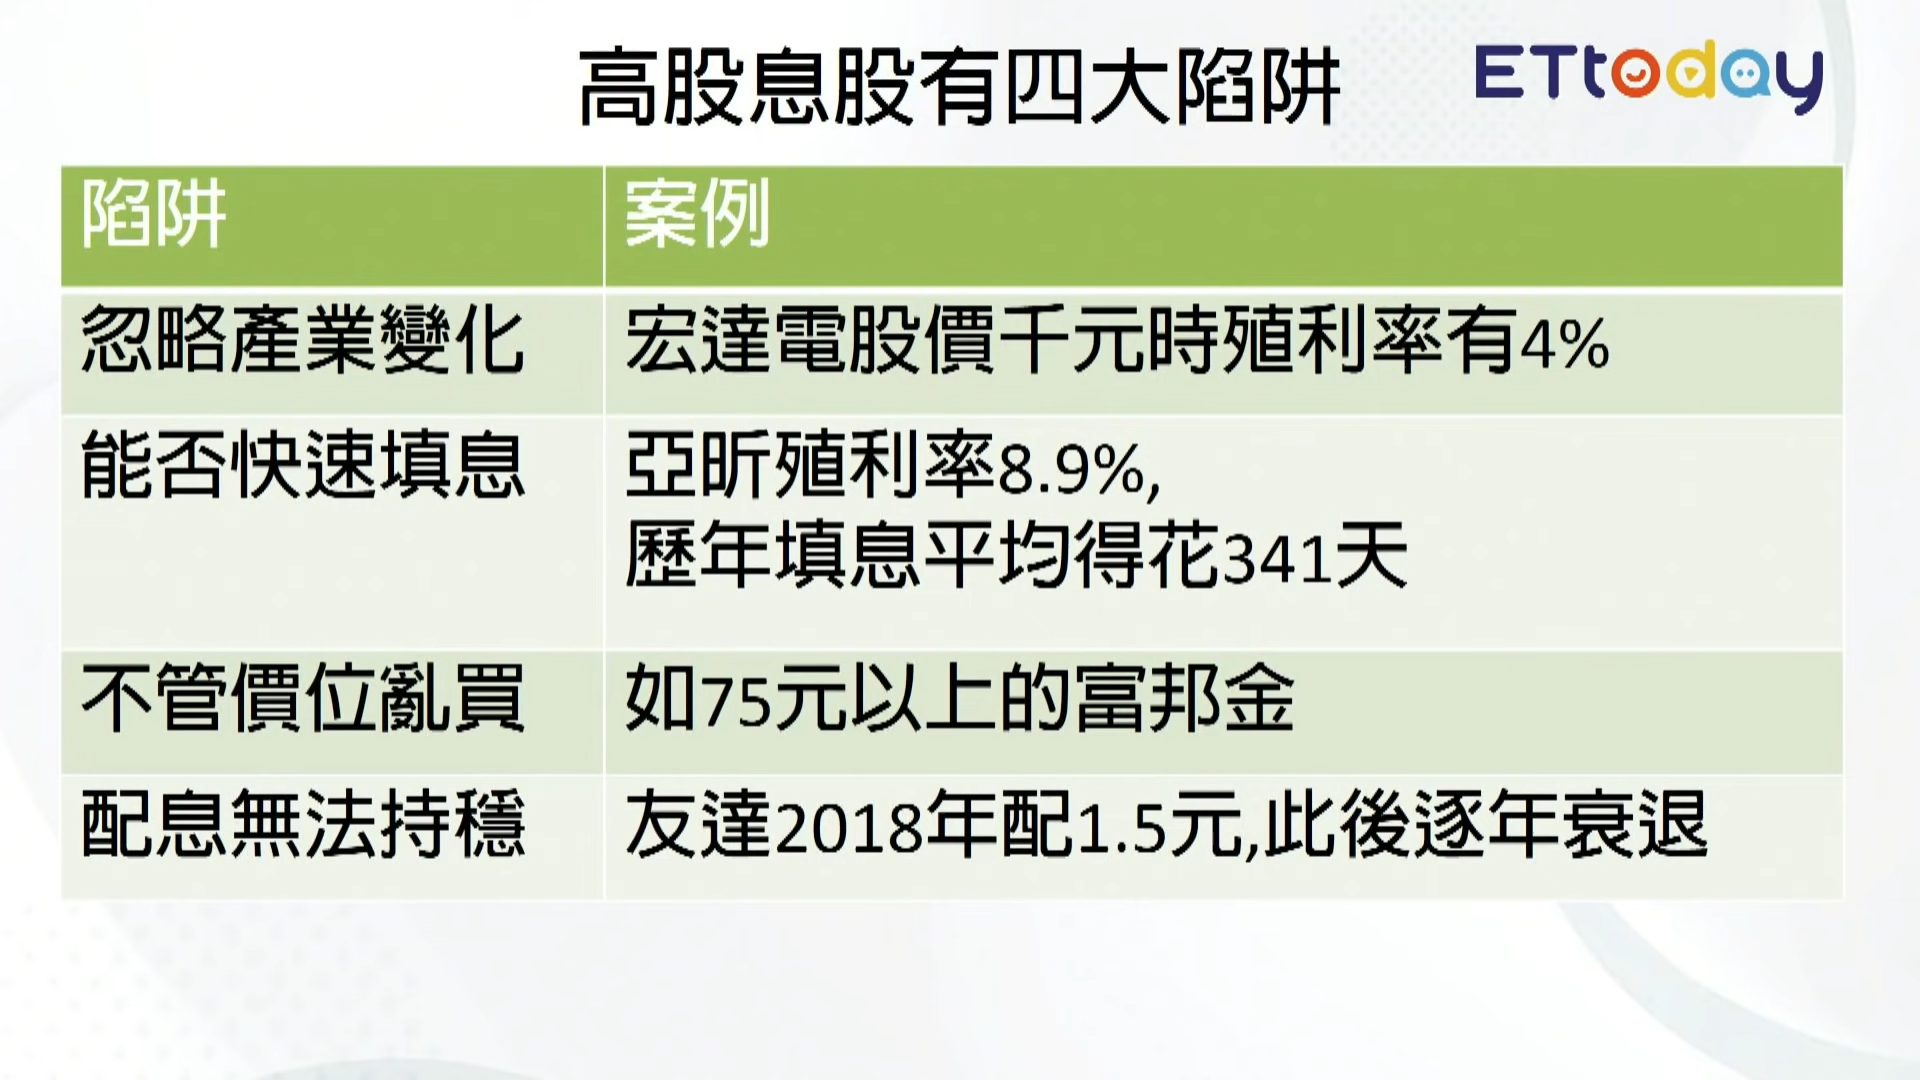 高股息股有四大陷阱
ETtoday
陷阱 案例
忽略產業變化 宏達電股價千元時殖利率有4%
能否快速填息 亞昕殖利率8.9%,
歷年填息平均得花341天
不管價位亂買 如75元以上的富邦金
配息無法持穩 友達2018年配1.5元,此後逐年衰退